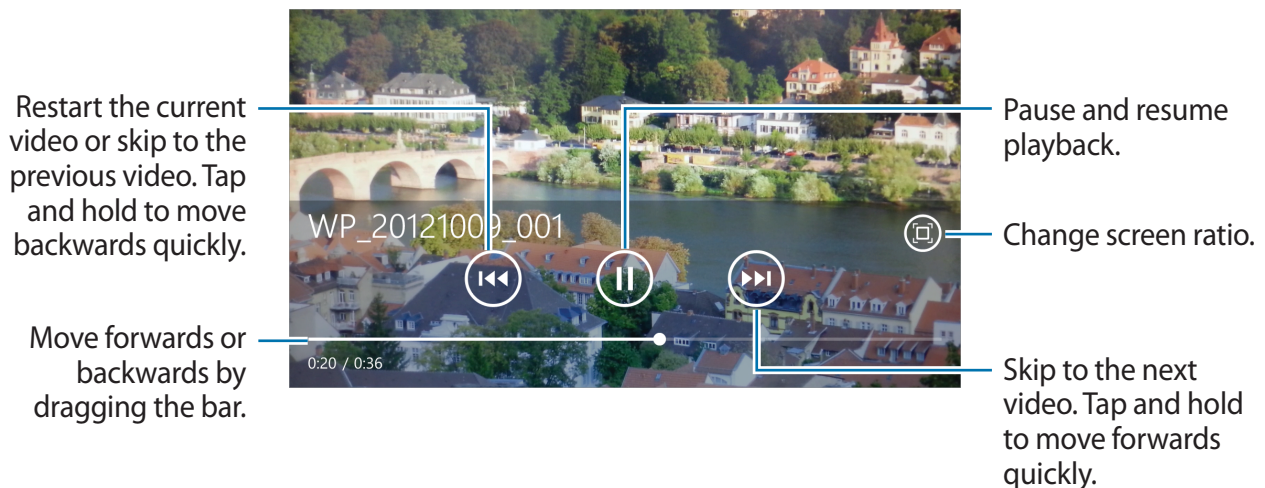 Restart the current
video or skip to the
previous video. Tap
and hold to move
backwards quickly.
Move forwards or
backwards by
dragging the bar.
WP_20121009_001
0:20 / 0:36
Pause and resume
playback.
Change screen ratio.
Skip to the next
video. Tap and hold
to move forwards
quickly.